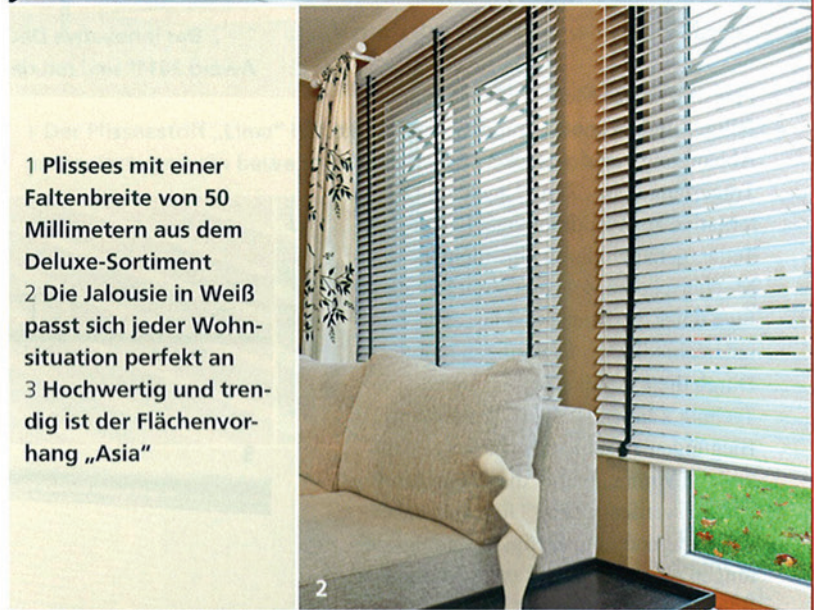 1 Plissees mit einer
Faltenbreite von 50
Millimetern aus dem
Deluxe-Sortiment
2 Die Jalousie in Weiß
passt sich jeder Wohn-
situation perfekt an
3 Hochwertig und tren-
dig ist der Flächenvor-
hang „Asia“
2